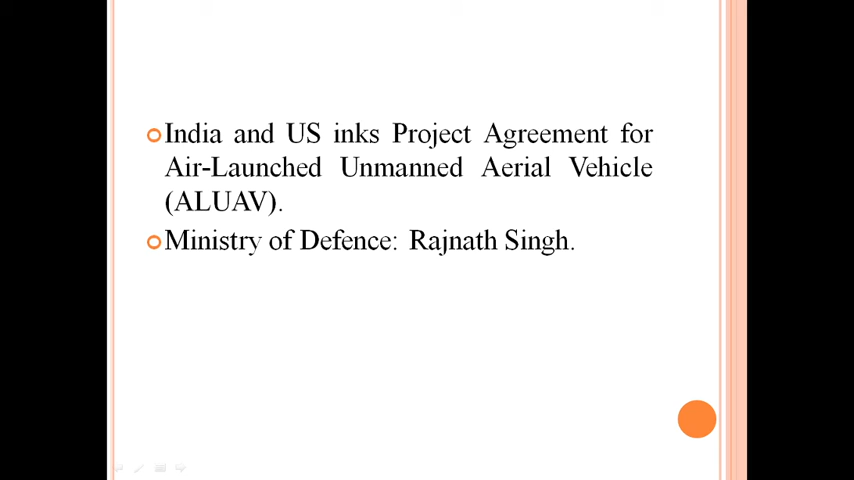 India and US inks Project Agreement for
Air-Launched Unmanned Aerial Vehicle
(ALUAV).
Ministry of Defence: Rajnath Singh.